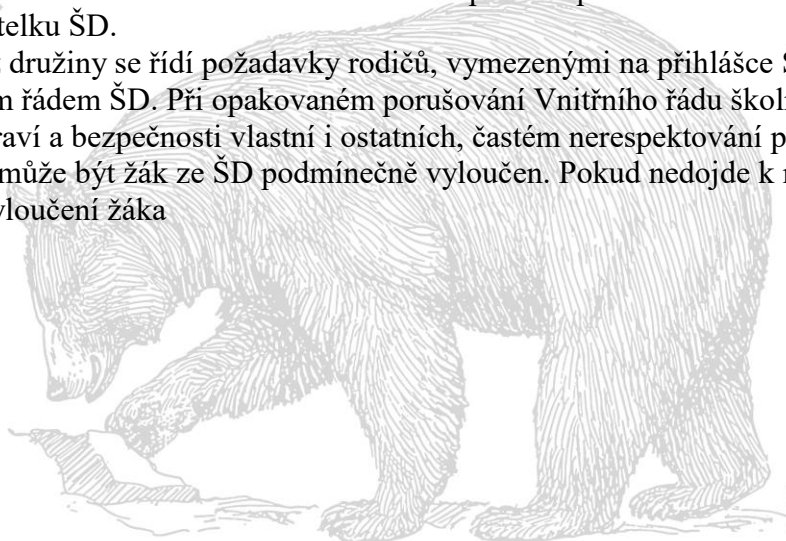 telku ŠD.
družiny se řídí požadavky rodičů, vymezenými na přihlášce
m řádem ŠD. Při opakovaném porušování Vnitřního řádu škol
raví a bezpečnosti vlastní i ostatních, častém nerespektování p
může být žák ze ŠD podmínečně vyloučen. Pokud nedojde k
yloučení žáka